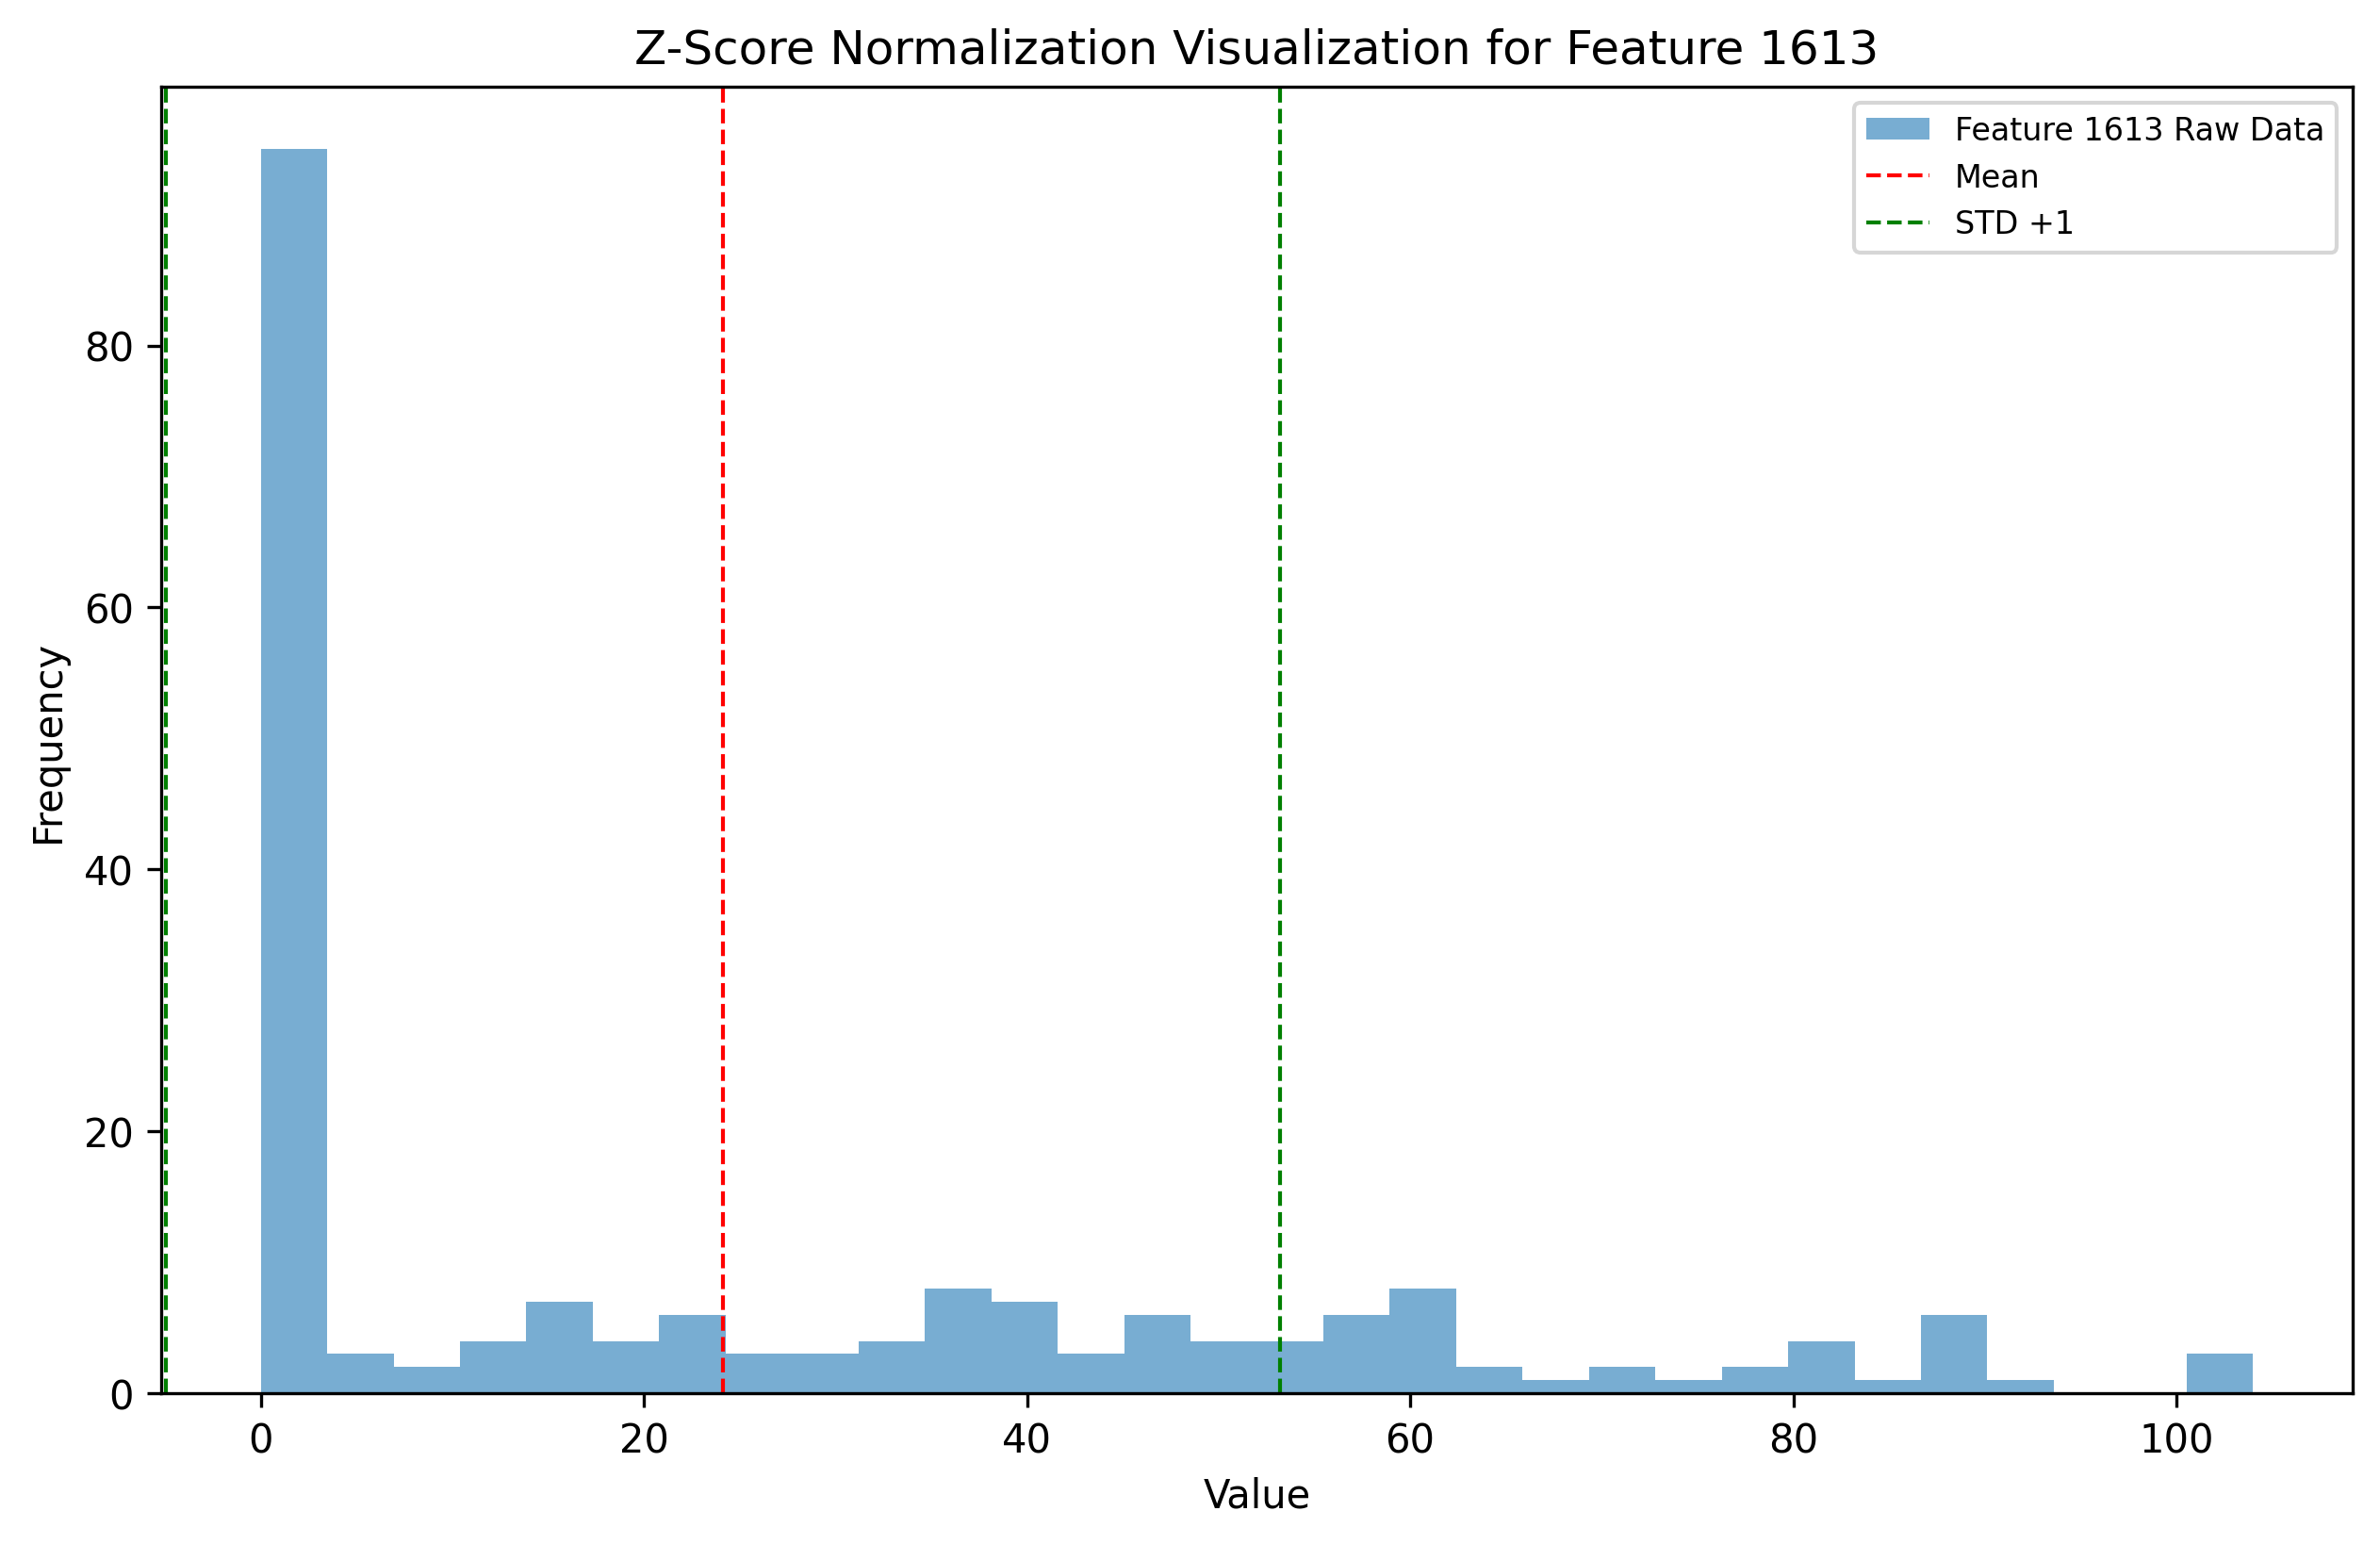 Z-Score Normalization Visualization for Feature 1613
Feature 1613 Raw Data
Mean
STD +1
80
60
40
20
0
Frequency
0 20 40 60 80 100
Value